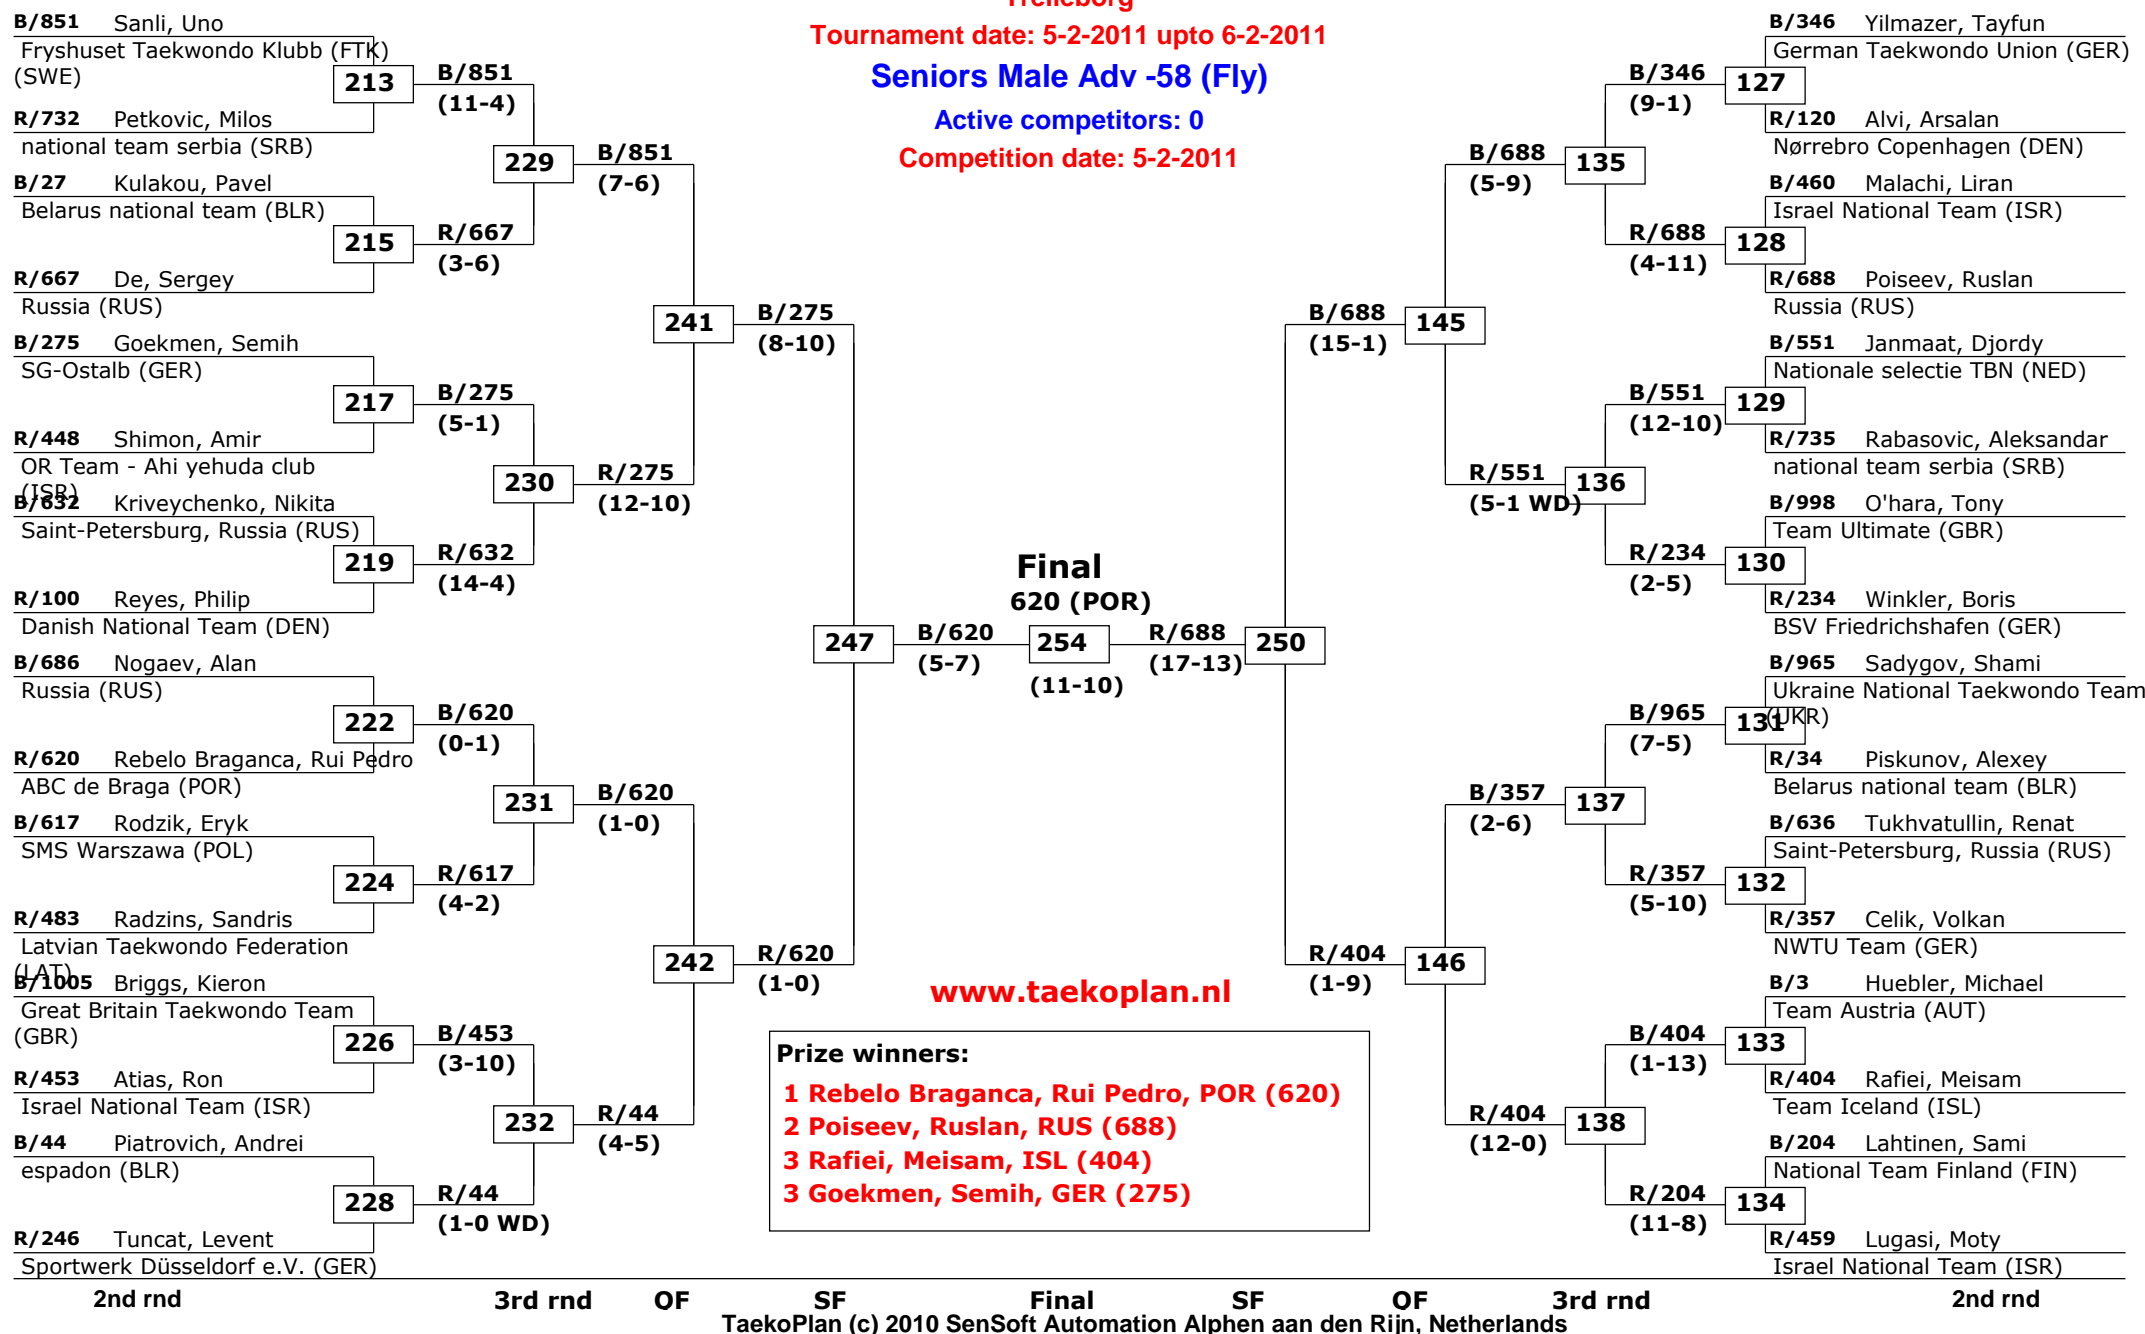 Trelleborg
Tournament date: 5-2-2011 upto 6-2-2011
Seniors Male Adv -58 (Fly)
Active competitors: 0
Competition date: 5-2-2011
B/851 Sanli, Uno
Fryshuset Taekwondo Klubb (FTK)
(SWE)
213
R/732 Petkovic, Milos
national team serbia (SRB)
B/27 Kulakou, Pavel
Belarus national team (BLR)
215
R/667 De, Sergey
Russia (RUS)
B/275 Goekmen, Semih
SG-Ostalb (GER)
217
R/448 Shimon, Amir
OR Team - Ahi yehuda club
(ISR)
B/632 Kriveychenko, Nikita
Saint-Petersburg, Russia (RUS)
219
R/100 Reyes, Philip
Danish National Team (DEN)
B/686 Nogaev, Alan
Russia (RUS)
222
R/620 Rebelo Braganca, Rui Pedro
ABC de Braga (POR)
B/617 Rodzik, Eryk
SMS Warszawa (POL)
224
R/483 Radzins, Sandris
Latvian Taekwondo Federation
(LAT)
B/1005 Briggs, Kieron
Great Britain Taekwondo Team
(GBR)
226
R/453 Atias, Ron
Israel National Team (ISR)
B/44 Piatrovich, Andrei
espadon (BLR)
228
R/246 Tuncat, Levent
Sportwerk Düsseldorf e.V. (GER)
B/851
(11-4)
229
R/667
(3-6)
B/275
(5-1)
230
R/632
(14-4)
B/620
(0-1)
231
R/617
(4-2)
B/453
(3-10)
232
R/44
(1-0 WD)
B/851
(7-6)
241
R/275
(12-10)
B/620
(1-0)
242
R/44
(4-5)
B/275
(8-10)
247
R/620
(1-0)
Final
620 (POR)
B/620
(5-7)
254
(11-10)
R/688
(17-13)
250
B/688
(15-1)
145
R/404
(1-9)
146
B/688
(5-9)
135
R/551
(5-1 WD)
136
B/357
(2-6)
137
R/404
(12-0)
138
B/346
(9-1)
127
R/688
(4-11)
128
B/551
(12-10)
129
R/234
(2-5)
130
B/965
(7-5)
131
R/357
(5-10)
132
B/404
(1-13)
133
R/204
(11-8)
134
B/346 Yilmazer, Tayfun
German Taekwondo Union (GER)
R/120 Alvi, Arsalan
Nørrebro Copenhagen (DEN)
B/460 Malachi, Liran
Israel National Team (ISR)
R/688 Poiseev, Ruslan
Russia (RUS)
B/551 Janmaat, Djordy
Nationale selectie TBN (NED)
R/735 Rabasovic, Aleksandar
national team serbia (SRB)
B/998 O'hara, Tony
Team Ultimate (GBR)
R/234 Winkler, Boris
BSV Friedrichshafen (GER)
B/965 Sadygov, Shami
Ukraine National Taekwondo Team
(UKR)
R/34 Piskunov, Alexey
Belarus national team (BLR)
B/636 Tukhvatullin, Renat
Saint-Petersburg, Russia (RUS)
R/357 Celik, Volkan
NWTU Team (GER)
B/3 Huebler, Michael
Team Austria (AUT)
R/404 Rafiei, Meisam
Team Iceland (ISL)
B/204 Lahtinen, Sami
National Team Finland (FIN)
R/459 Lugasi, Moty
Israel National Team (ISR)
www.taekoplan.nl
Prize winners:
1 Rebelo Braganca, Rui Pedro, POR (620)
2 Poiseev, Ruslan, RUS (688)
3 Rafiei, Meisam, ISL (404)
3 Goekmen, Semih, GER (275)
2nd rnd 3rd rnd QF SF Final SF QF 3rd rnd 2nd rnd
TaekoPlan (c) 2010 SenSoft Automation Alphen aan den Rijn, Netherlands